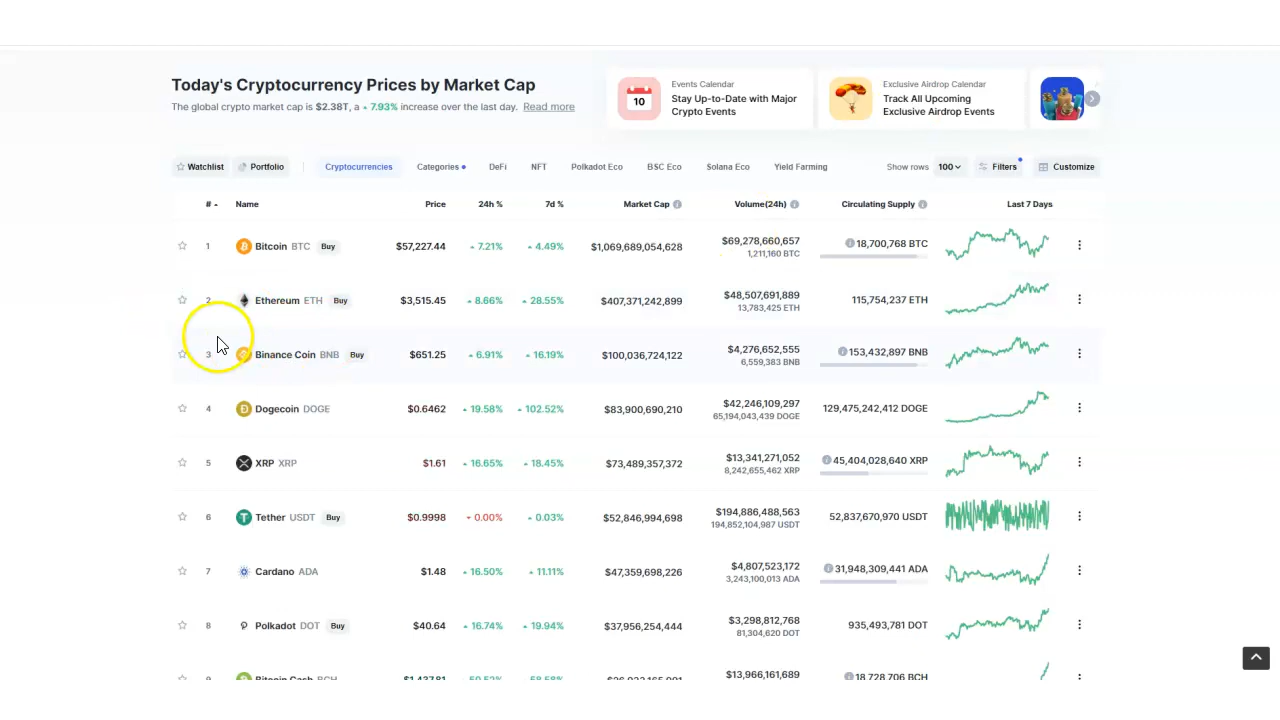 Today's Cryptocurrency Prices by Market Cap
The global crypto market cap is $2.38T, a 7.93% increase over the last day. Read more
Events Calendar
Stay Up-to-Date with Major
Crypto Events
10
Exclusive Airdrop Calendar
Track All Upcoming
Exclusive Airdrop Events
Watchlist Portfolio Cryptocurrencies Categories DeFi NFT Polkadot Eco BSC Eco Solana Eco Yield Farming Show rows 100 Filters Customize
# Name Price 24h % 7d % Market Cap Volume(24h) Circulating Supply Last 7 Days
1 Bitcoin BTC Buy $57,227.44 7.21% 4.49% $1,069,689,054,628 $69,278,660,657 18,700,768 BTC
1,211,160 BTC
2 Ethereum ETH Buy $3,515.45 8.66% 28.55% $407,371,242,899 $48,507,691,889 115,754,237 ETH
13,783,425 ETH
3 Binance Coin BNB Buy $651.25 6.91% 16.19% $100,036,724,122 $4,276,652,555 153,432,897 BNB
6,559,383 BNB
4 Dogecoin DOGE $0.6462 19.58% 102.52% $83,900,690,210 $42,246,109,297 129,475,242,412 DOGE
65,194,043,439 DOGE
5 XRP XRP $1.61 16.65% 18.45% $73,489,357,372 $13,341,271,052 45,404,028,640 XRP
8,242,655,462 XRP
6 Tether USDT Buy $0.9998 0.00% 0.03% $52,846,994,698 $194,886,488,563 52,837,670,970 USDT
194,852,104,987 USDT
7 Cardano ADA $1.48 16.50% 11.11% $47,359,698,226 $4,807,523,172 31,948,309,441 ADA
3,243,100,013 ADA
8 Polkadot DOT Buy $40.64 16.74% 19.94% $37,956,254,444 $3,298,812,768 935,493,781 DOT
81,304,620 DOT
9 Bitcoin Cash BCH $13,966,161,689 18,728,706 BCH